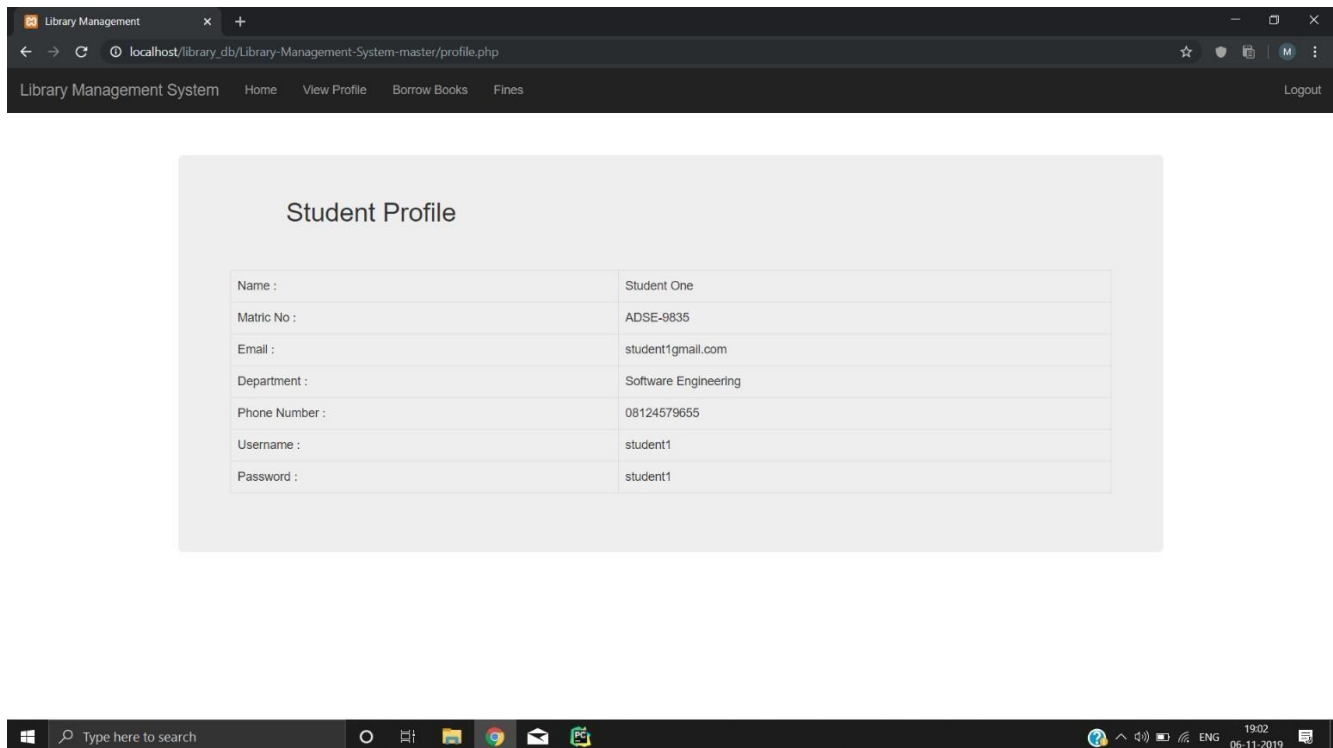 Library Management
localhost/library_db/Library-Management-System-master/profile.php
M
Library Management System Home View Profile Borrow Books Fines Logout
Student Profile
Name : Student One
Matric No : ADSE-9835
Email : student1gmail.com
Department : Software Engineering
Phone Number : 08124579655
Username : student1
Password : student1
Type here to search
PC
ENG
19:02
06-11-2019